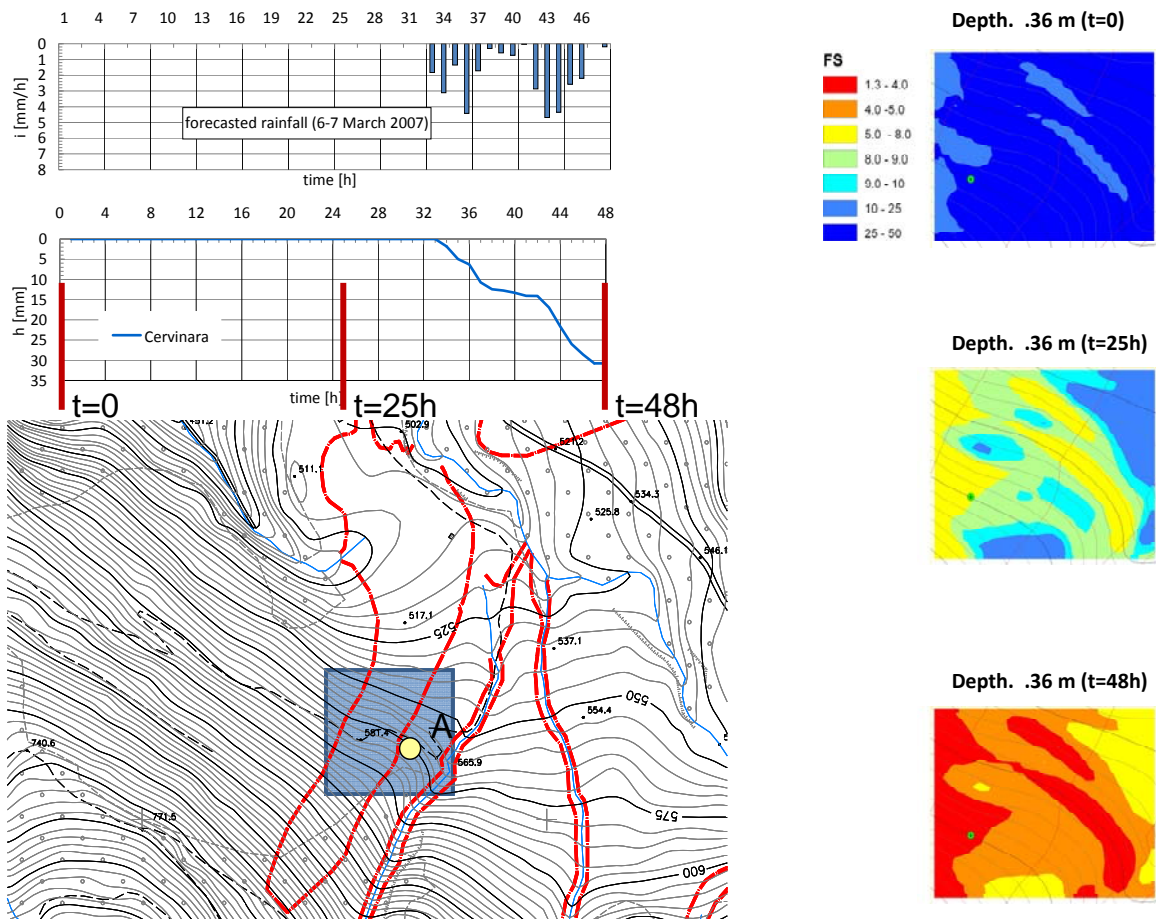 1 4 7 10 13 16 19 22 25 28 31 34 37 40 43 46
0
1
2
3
4
5
6
7
8
i [mm/h]
forecasted rainfall (6-7 March 2007)
time [h]
0 4 8 12 16 20 24 28 32 36 40 44 48
0
5
10
15
20
25
30
35
h [mm]
Cervinara
time [h]
t=0
t=25h
t=48h
502.9
511.1
521.2
534.3
525.8
546.1
517.1
525
537.1
550
554.4
A
581.4
565.9
740.6
771.5
575
600
Depth. .36 m (t=0)
FS
1.3 - 4.0
4.0 -5.0
5.0 - 8.0
8.0 - 9.0
9.0 - 10
10 - 25
25 - 50
Depth. .36 m (t=25h)
Depth. .36 m (t=48h)